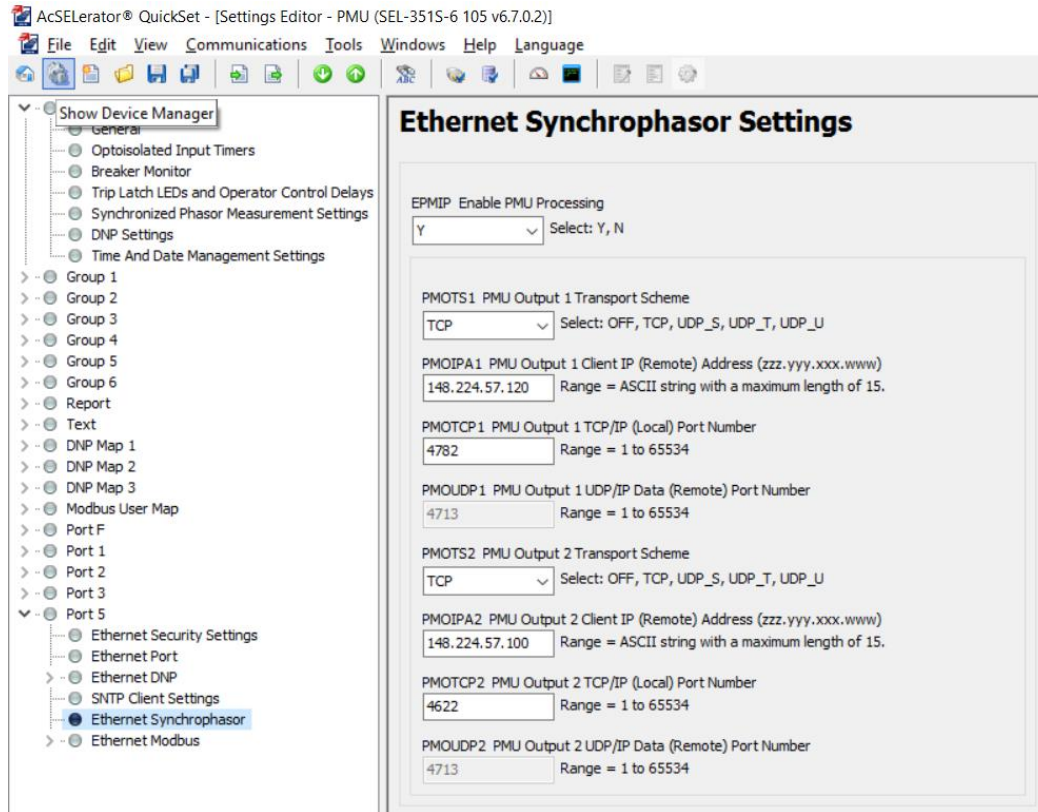 AcSELerator® QuickSet - [Settings Editor - PMU (SEL-351S-6 105 v6.7.0.2)]
File Edit View Communications Tools Windows Help Language
Show Device Manager
General
Optoisolated Input Timers
Breaker Monitor
Trip Latch LEDs and Operator Control Delays
Synchronized Phasor Measurement Settings
DNP Settings
Time And Date Management Settings
Group 1
Group 2
Group 3
Group 4
Group 5
Group 6
Report
Text
DNP Map 1
DNP Map 2
DNP Map 3
Modbus User Map
Port F
Port 1
Port 2
Port 3
Port 5
Ethernet Security Settings
Ethernet Port
Ethernet DNP
SNTP Client Settings
Ethernet Synchrophasor
Ethernet Modbus
Ethernet Synchrophasor Settings
EPMIP Enable PMU Processing
Y Select: Y, N
PMOTS1 PMU Output 1 Transport Scheme
TCP Select: OFF, TCP, UDP_S, UDP_T, UDP_U
PMOIPA1 PMU Output 1 Client IP (Remote) Address (zzz.yyy.xxx.www)
148.224.57.120 Range = ASCII string with a maximum length of 15.
PMOTCP1 PMU Output 1 TCP/IP (Local) Port Number
4782 Range = 1 to 65534
PMOUDP1 PMU Output 1 UDP/IP Data (Remote) Port Number
4713 Range = 1 to 65534
PMOTS2 PMU Output 2 Transport Scheme
TCP Select: OFF, TCP, UDP_S, UDP_T, UDP_U
PMOIPA2 PMU Output 2 Client IP (Remote) Address (zzz.yyy.xxx.www)
148.224.57.100 Range = ASCII string with a maximum length of 15.
PMOTCP2 PMU Output 2 TCP/IP (Local) Port Number
4622 Range = 1 to 65534
PMOUDP2 PMU Output 2 UDP/IP Data (Remote) Port Number
4713 Range = 1 to 65534